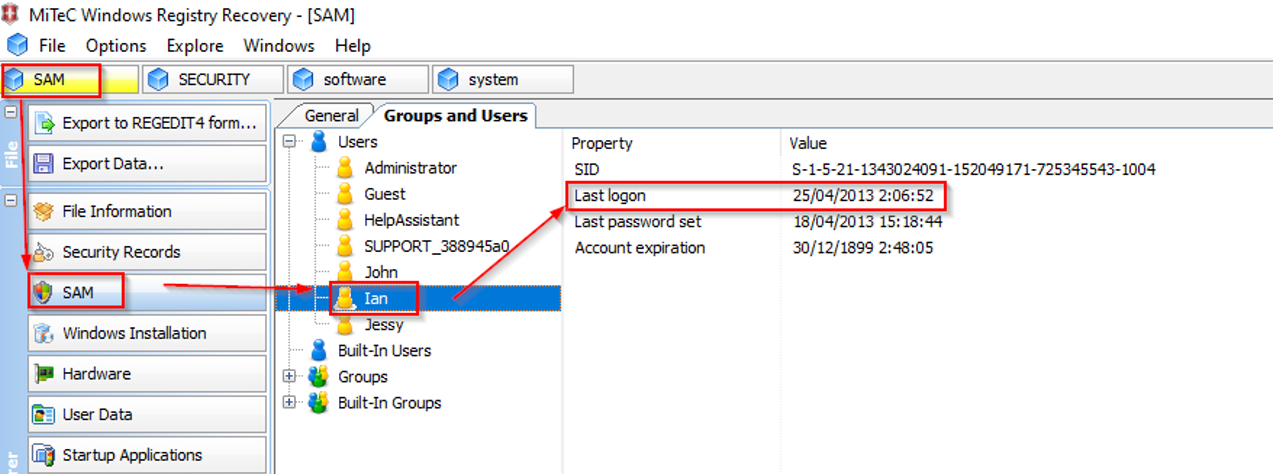 MiTeC Windows Registry Recovery - [SAM]
File Options Explore Windows Help
SAM SECURITY software system
File
Export to REGEDIT4 form...
Export Data...
File Information
Security Records
SAM
Windows Installation
Hardware
User Data
Startup Applications
General Groups and Users
Users
Administrator
Guest
HelpAssistant
SUPPORT_388945a0
John
Ian
Jessy
Built-In Users
Groups
Built-In Groups
Property Value
SID S-1-5-21-1343024091-152049171-725345543-1004
Last logon 25/04/2013 2:06:52
Last password set 18/04/2013 15:18:44
Account expiration 30/12/1899 2:48:05